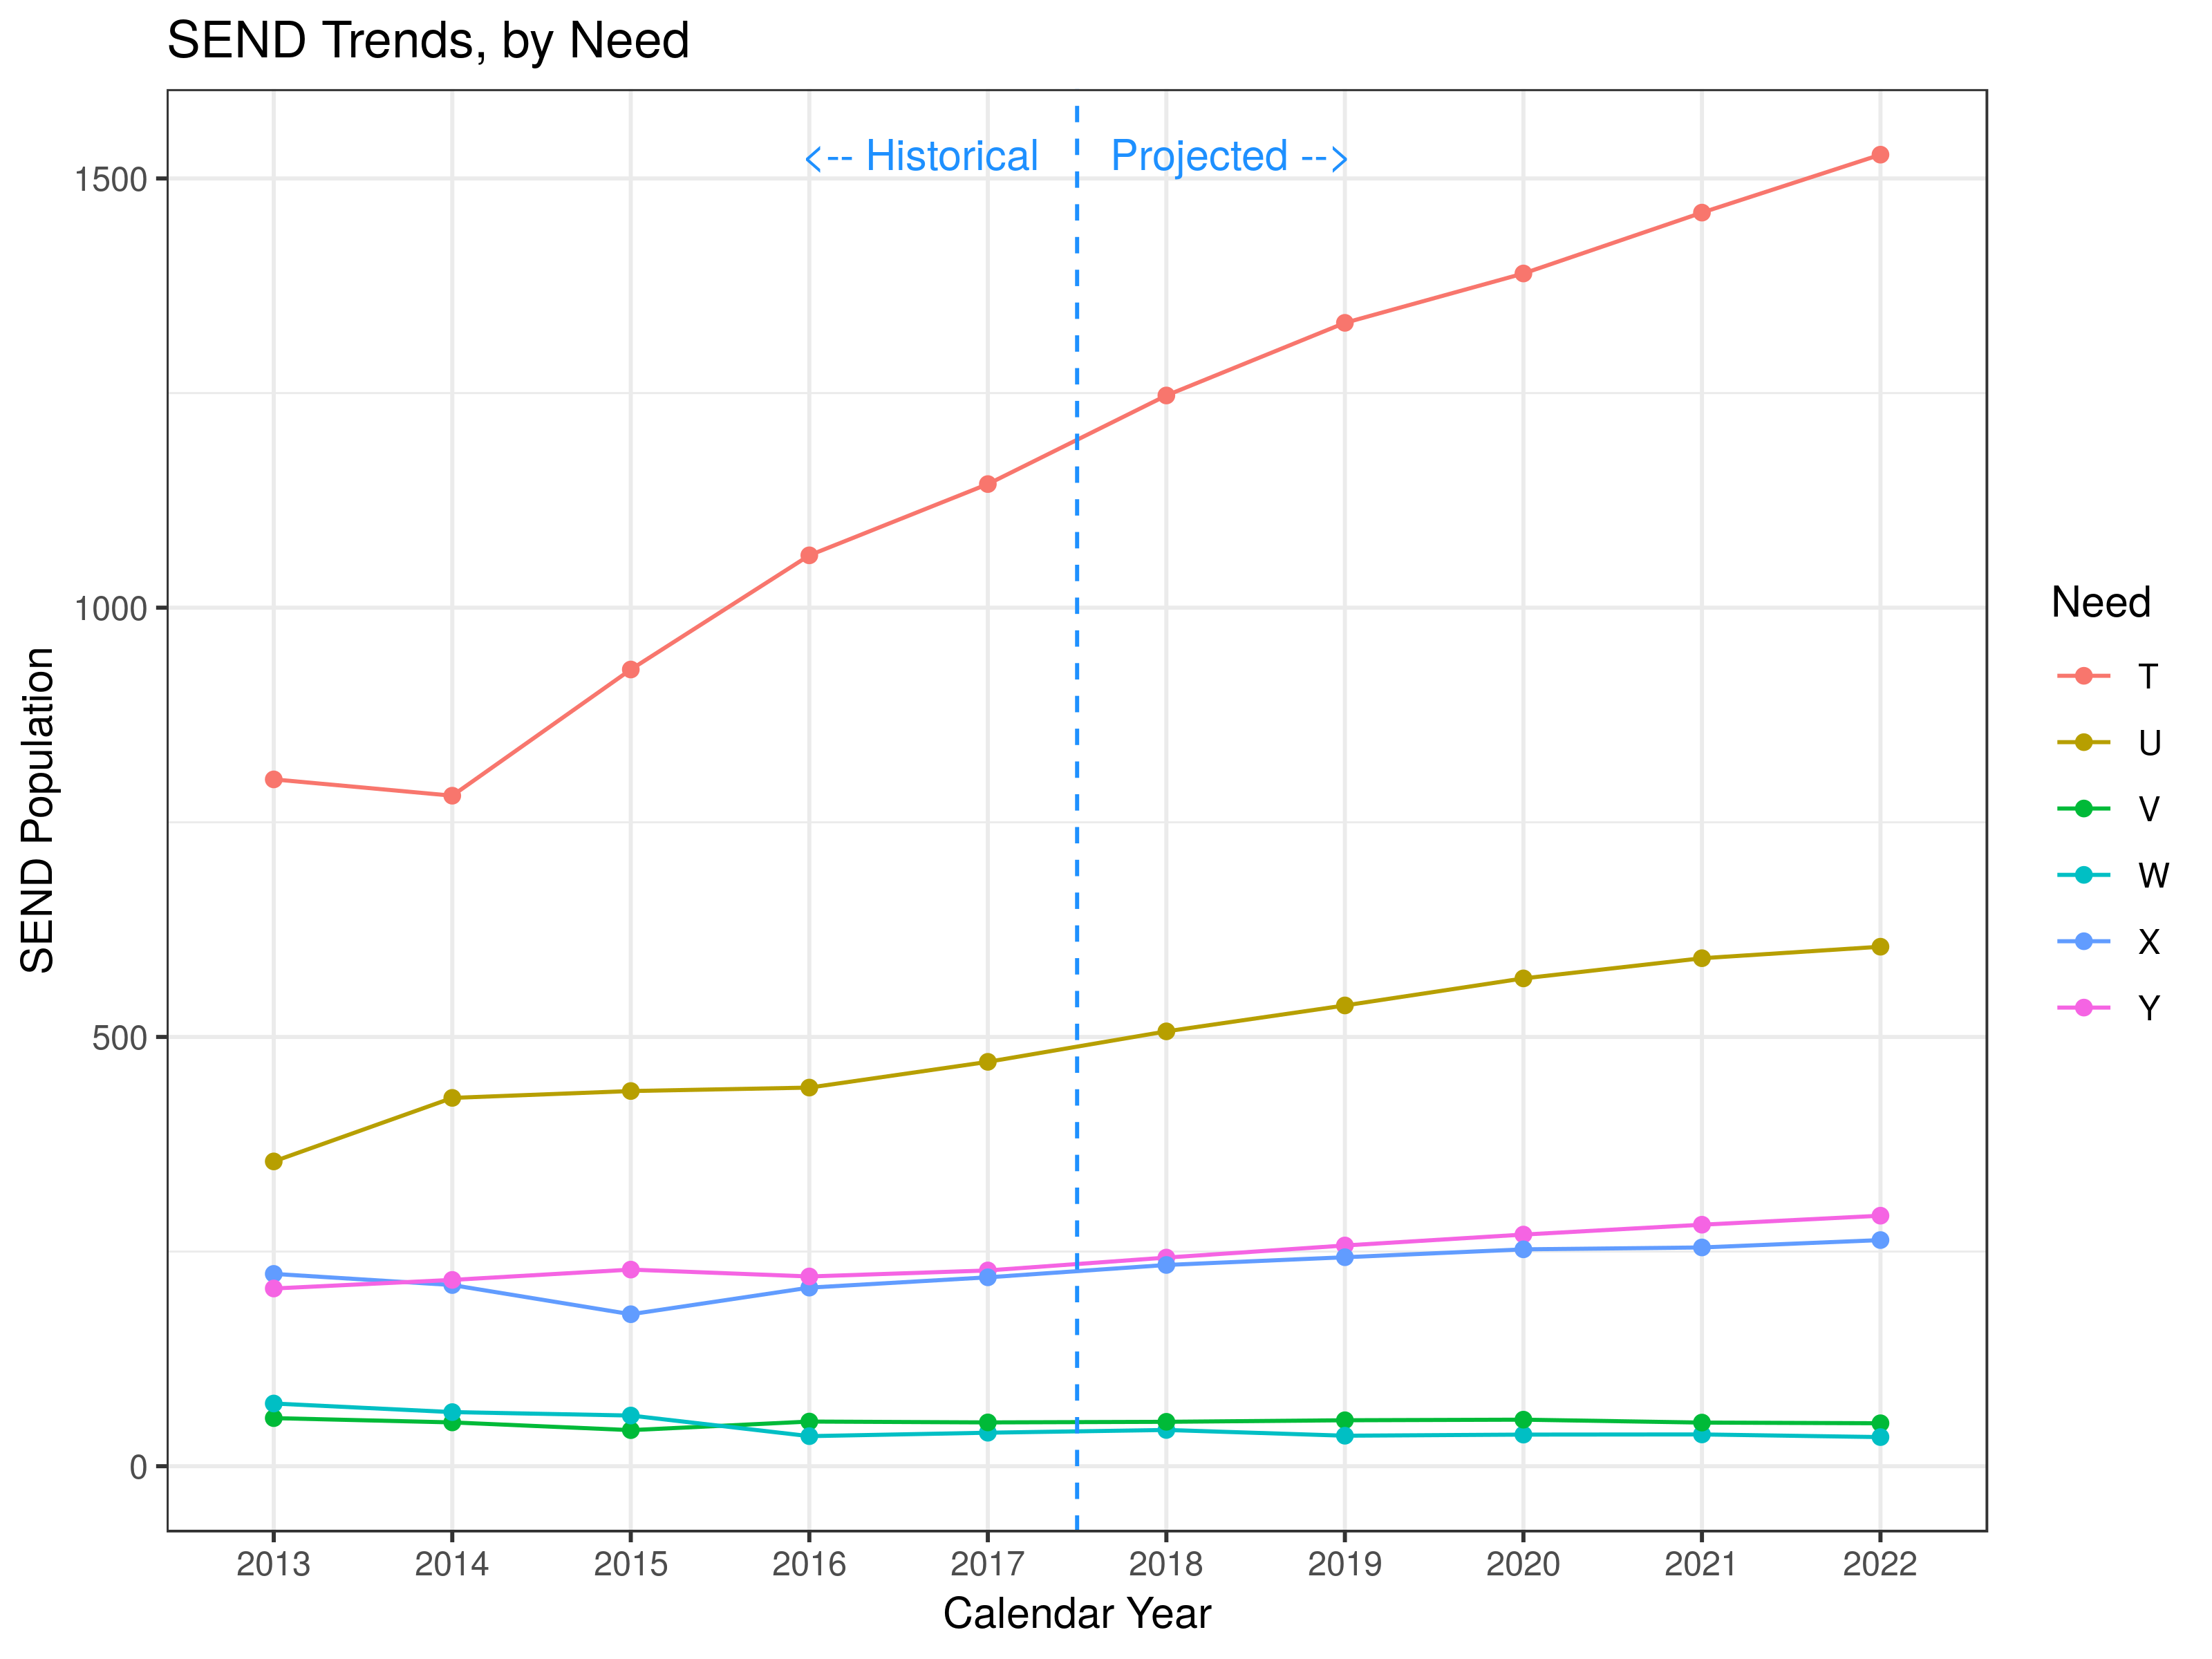 SEND Trends, by Need
<-- Historical
Projected -->
1500
1000
500
0
SEND Population
2013 2014 2015 2016 2017 2018 2019 2020 2021 2022
Calendar Year
Need
T
U
V
W
X
Y